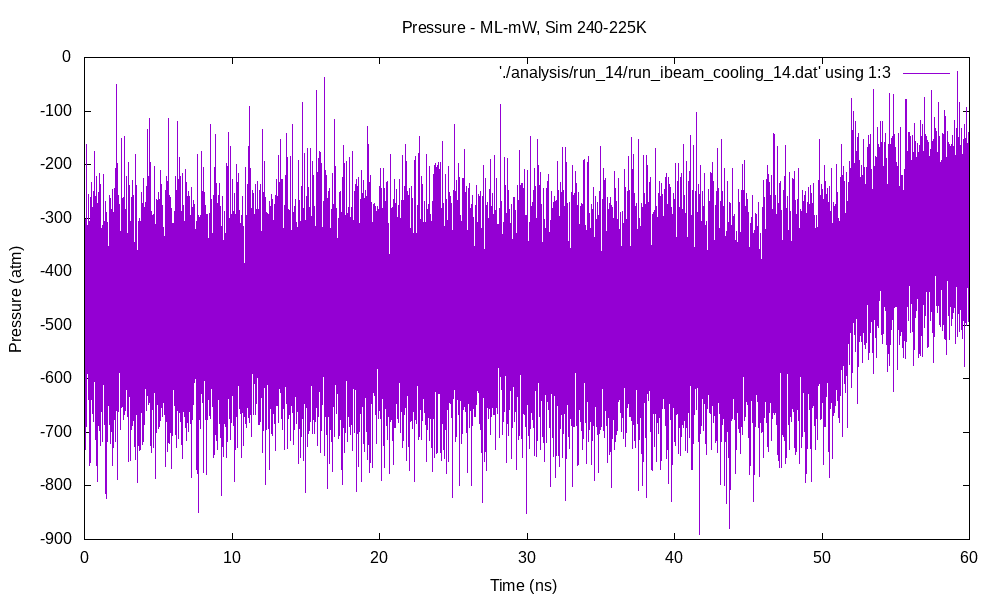 Pressure - ML-mW, Sim 240-225K
'./analysis/run_14/run_ibeam_cooling_14.dat' using 1:3
0
-100
-200
-300
-400
-500
-600
-700
-800
-900
Pressure (atm)
0 10 20 30 40 50 60
Time (ns)